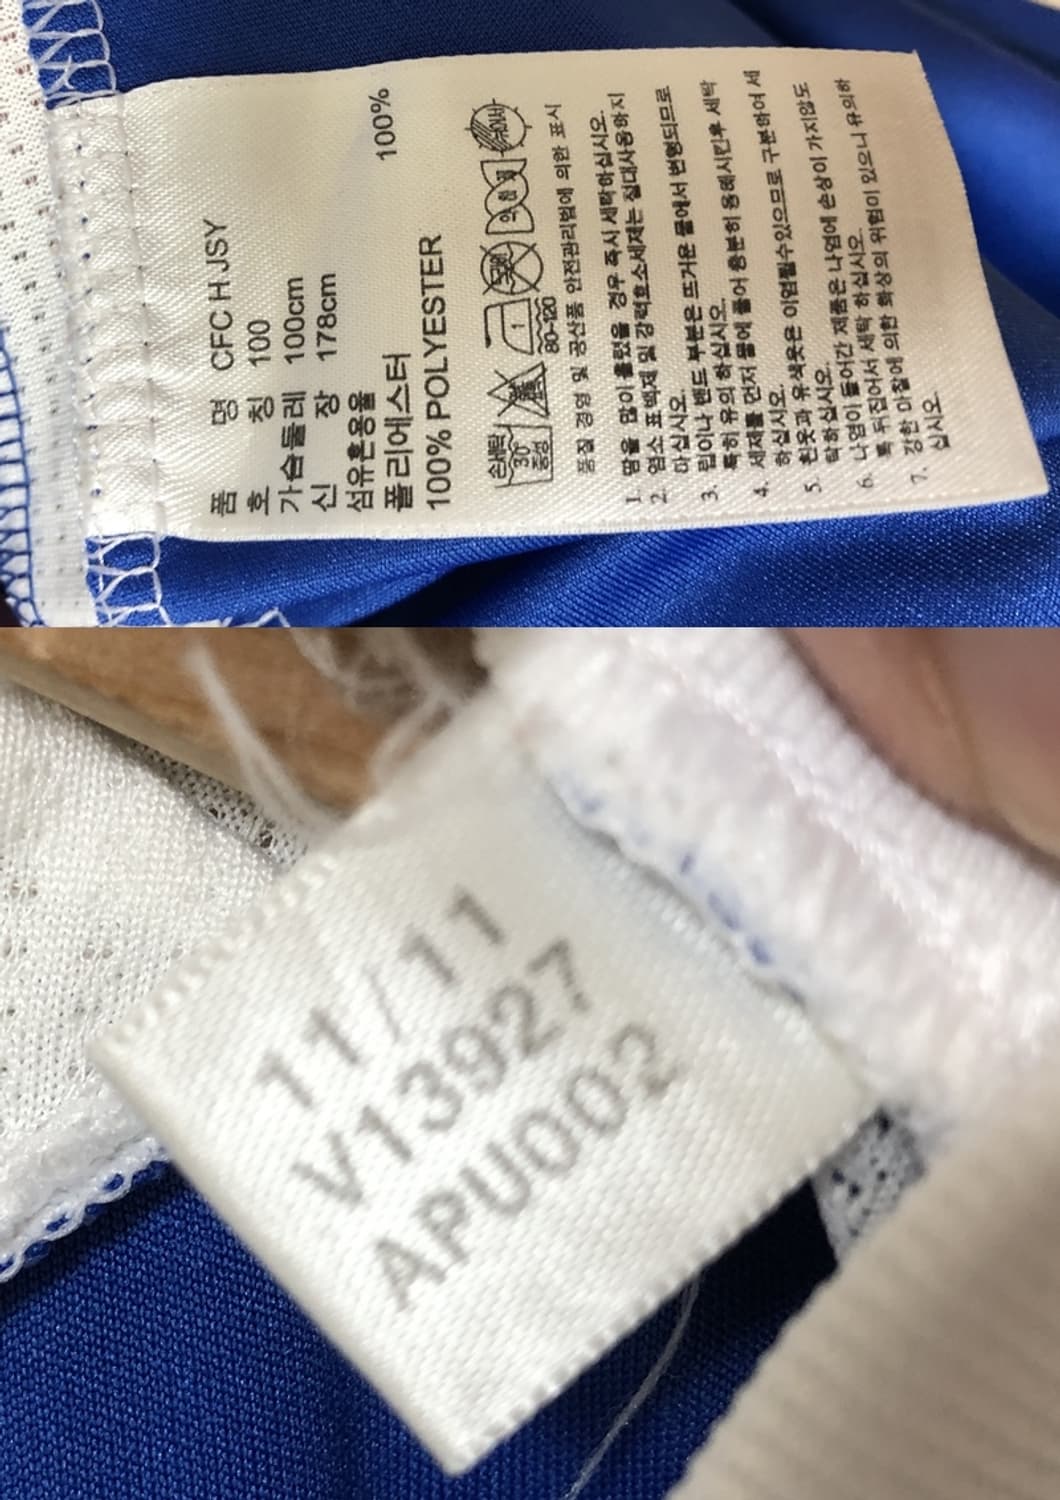 품 명 CFC H JSY
호 칭 100
가슴둘레 100cm
신 장 178cm
섬유혼용율
폴리에스터 100%
100% POLYESTER
손세탁 30° 중성
80~120
품질 경영 및 공산품 안전관리법에 의한 표시
1. 땀을 많이 흘렸을 경우 즉시 세탁하십시오.
2. 염소 표백제 및 강력효소세제는 절대사용하지
마십시오.
3. 밑이나 밴드 부분은 뜨거운 물에서 변형되므로
특히 유의 하십시오.
4. 세제를 먼저 물에 풀어 충분히 용해시킨후 세탁
하십시오.
5. 흰옷과 유색옷은 이염될수있으므로 구분하여 세
탁하십시오.
6. 나염이 들어간 제품은 나염에 손상이 가지않도
록 뒤집어서 세탁 하십시오.
7. 강한 마찰에 의한 화상의 위험이 있으니 유의하
십시오.
11/11
V13927
APU002